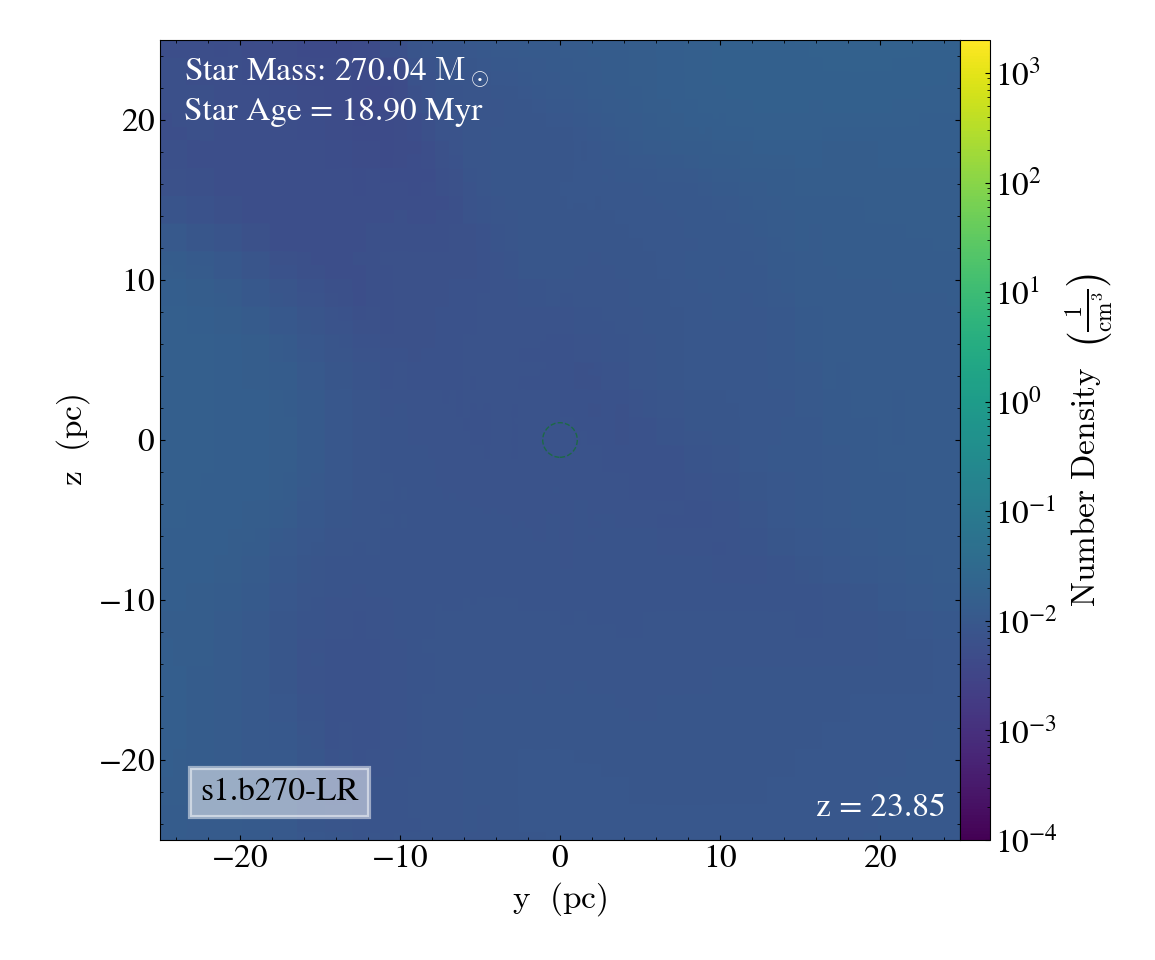 Star Mass: 270.04 M⊙
Star Age = 18.90 Myr
20
10
0
−10
−20
z (pc)
s1.b270-LR
z = 23.85
−20 −10 0 10 20
y (pc)
10³
10²
10¹
10⁰
10⁻¹
10⁻²
10⁻³
10⁻⁴
Number Density (1/cm³)